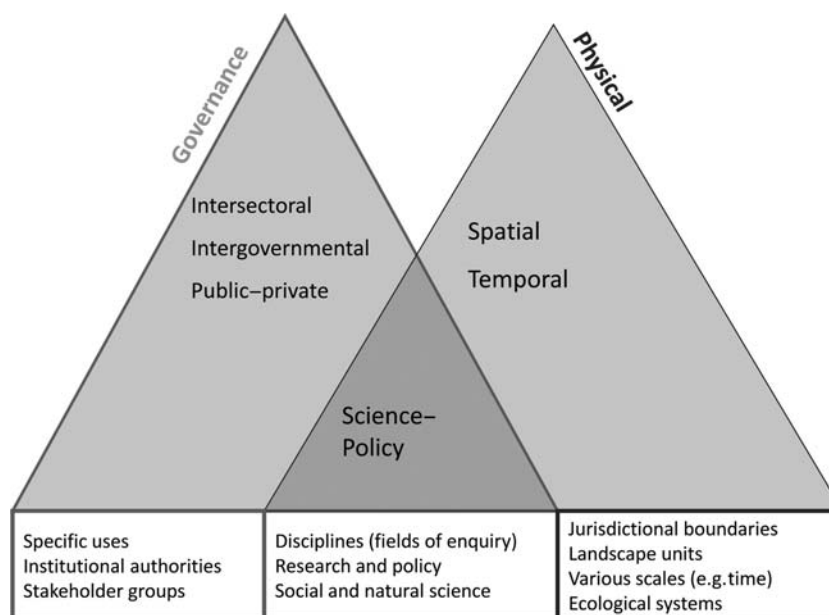 Governance
Physical
Intersectoral
Intergovernmental
Public–private
Spatial
Temporal
Science–
Policy
Specific uses
Institutional authorities
Stakeholder groups
Disciplines (fields of enquiry)
Research and policy
Social and natural science
Jurisdictional boundaries
Landscape units
Various scales (e.g.time)
Ecological systems